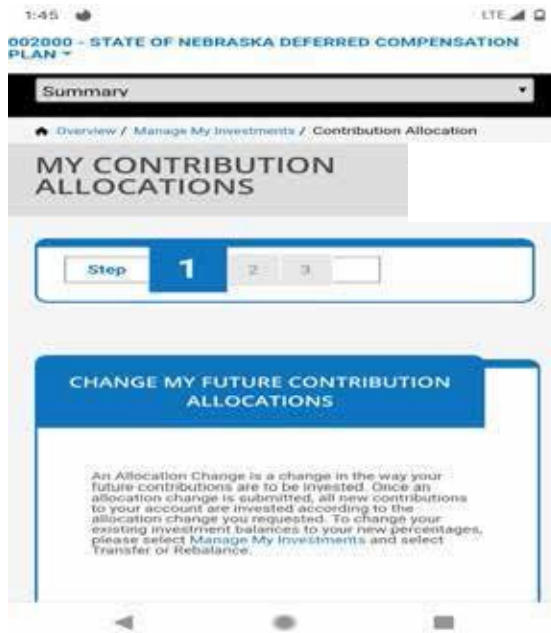 1:45 LTE
002000 - STATE OF NEBRASKA DEFERRED COMPENSATION
PLAN
Summary
Overview / Manage My Investments / Contribution Allocation
MY CONTRIBUTION
ALLOCATIONS
Step 1 2 3
CHANGE MY FUTURE CONTRIBUTION
ALLOCATIONS
An Allocation Change is a change in the way your
future contributions are to be invested. Once an
allocation change is submitted, all new contributions
to your account are invested according to the
allocation change you requested. To change your
existing investment balances to your new percentages,
please select Manage My Investments and select
Transfer or Rebalance.